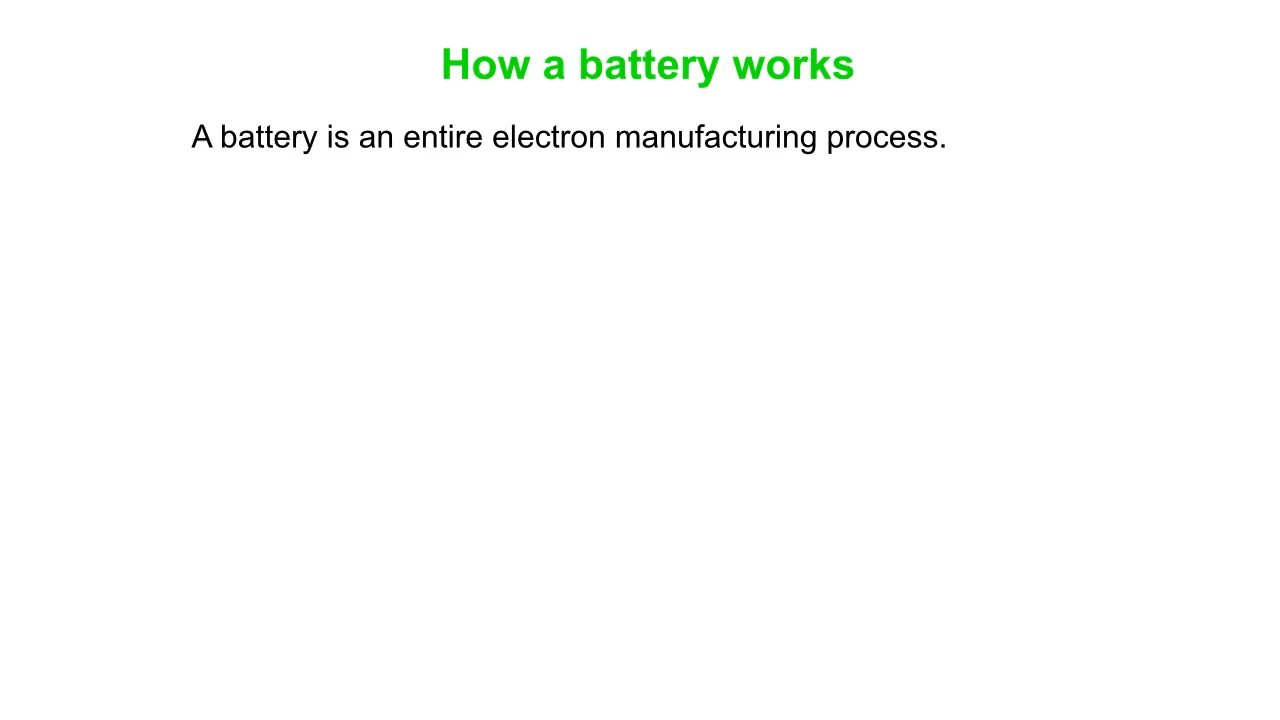 How a battery works
A battery is an entire electron manufacturing process.